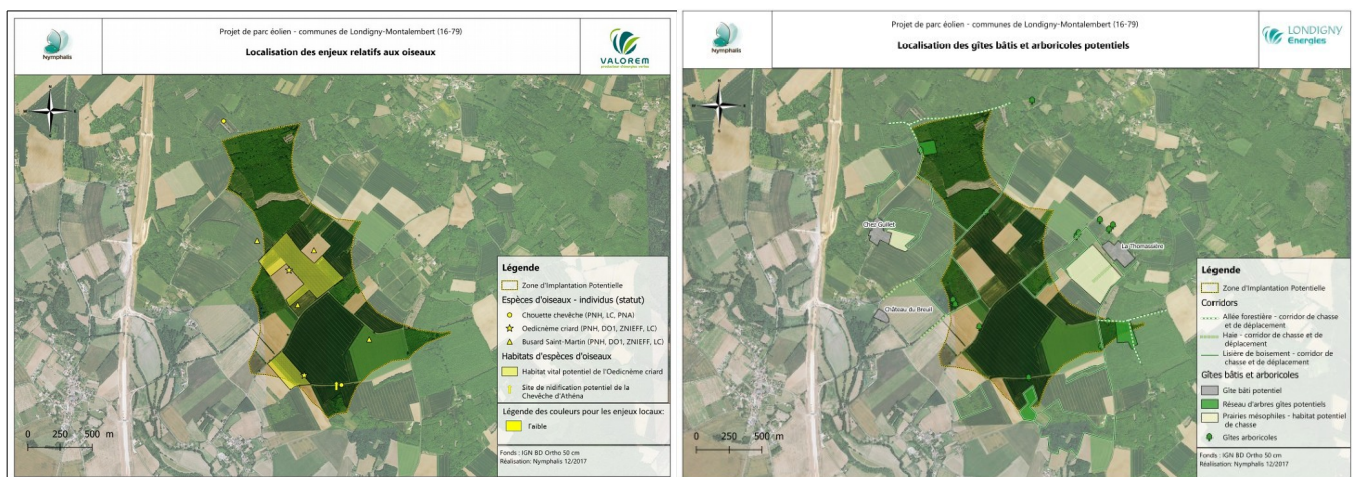 Nymphalis
Projet de parc éolien - communes de Londigny-Montalembert (16-79)
Localisation des enjeux relatifs aux oiseaux
VALOREM
Légende
Zone d'Implantation Potentielle
Espèces d'oiseaux - individus (statut)
Chouette chevêche (PNH, LC, PNA)
Oedicnème criard (PNH, DO1, ZNIEFF, LC)
Busard Saint-Martin (PNH, DO1, ZNIEFF, LC)
Habitats d'espèces d'oiseaux
Habitat vital potentiel de l'Oedicnème criard
Site de nidification potentiel de la
Chevêche d'Athéna
Légende des couleurs pour les enjeux locaux:
Faible
Fonds : IGN BD Ortho 50 cm
Réalisation: Nymphalis 12/2017
0 250 500 m
Nymphalis
Projet de parc éolien - communes de Londigny-Montalembert (16-79)
Localisation des gîtes bâtis et arboricoles potentiels
LONDIGNY
Energies
Chez Guillet
La Thomassatre
Château du Breuil
Légende
Zone d'Implantation Potentielle
Corridors
Allée forestière - corridor de chasse
et de déplacement
Haie - corridor de chasse et de
déplacement
Lisière de boisement - corridor de
chasse et de déplacement
Gîtes bâtis et arboricoles
Gîte bâti potentiel
Réseau d'arbres gîtes potentiels
Prairies mésophiles - habitat potentiel
de chasse
Gîtes arboricoles
Fonds : IGN BD Ortho 50 cm
Réalisation: Nymphalis 12/2017
0 250 500 m